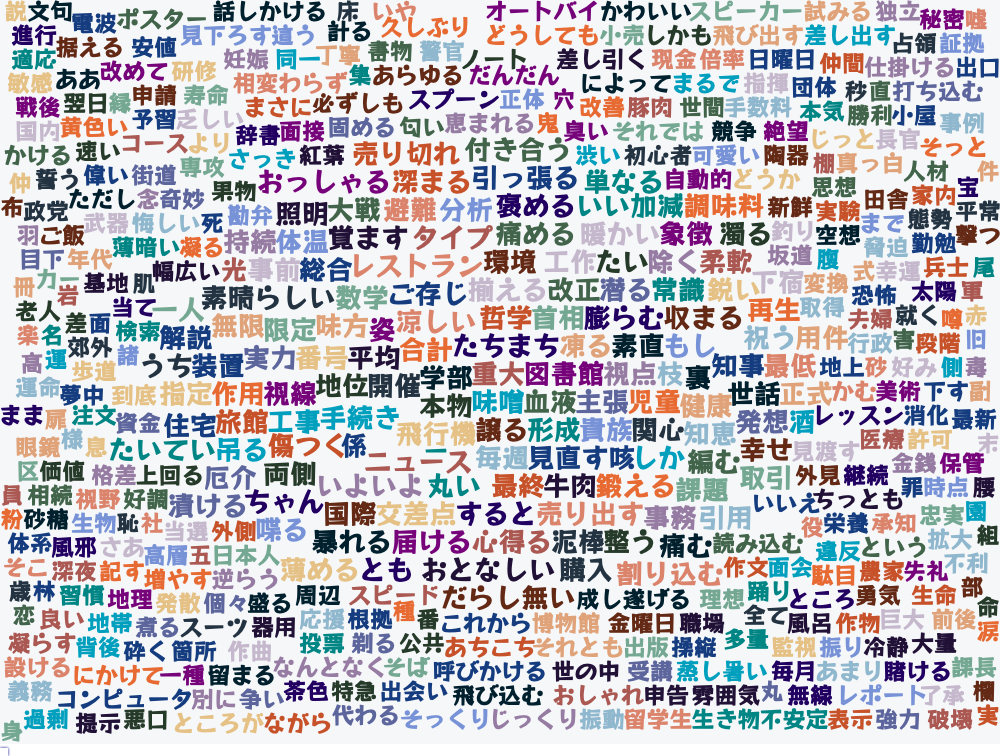 説 文句 電波 ポスター 話しかける 床 いや オートバイ かわいい スピーカー 試みる 独立 秘密 嘘
進行 見下ろす 違う 計る 久しぶり どうしても 小売 しかも 飛び出す 差し出す 占領 証拠
適応 据える 安値 妊娠 同一 丁寧 書物 警官 ノート 差し引く 現金 倍率 日曜日 仲間 仕掛ける 出口
敏感 ああ 改めて 研修 相変わらず 集 あらゆる だんだん によって まるで 指揮 団体 秒 直 打ち込む
戦後 翌日 縁 申請 寿命 まさに 必ずしも スプーン 正体 穴 改善 豚肉 世間 手数料 本気 勝利 小屋 事例
国内 黄色い 予習 乏しい 辞書 面接 固める 匂い 恵まれる 鬼 臭い それでは 競争 絶望 じっと 長官 そっと
かける 速い コース より さっき 紅葉 売り切れ 付き合う 渋い 初心者 可愛い 陶器 棚 真っ白 人材 件
仲 誓う 偉い 街道 専攻 果物 おっしゃる 深まる 引っ張る 単なる 自動的 どうか 思想 田舎 家内 宝
布 政党 ただし 念 奇妙 勘弁 照明 大戦 避難 分析 褒める いい加減 調味料 新鮮 実験 まで 態勢 平常
羽 ご飯 武器 悔しい 死 持続 体温 覚ます タイプ 痛める 暖かい 象徴 濁る 釣り 空想 脅迫 勤勉 撃つ
目下 年代 薄暗い 凝る 幅広い 光 事前 総合 レストラン 環境 工作 たい 除く 柔軟 坂道 腹 式 幸運 兵士 尾
冊 カー 岩 基地 肌 素晴らしい 数学 ご存じ 揃える 改正 潜る 常識 鋭い 下宿 変換 恐怖 太陽 軍
老人 差 面 当て 一人 無限 限定 味方 姿 涼しい 哲学 首相 膨らむ 収まる 再生 取得 夫婦 就く 噂 赤
楽 名 郊外 検索 解説 実力 番号 平均 合計 たちまち 凍る 素直 もし 祝う 用件 行政 害 段階 旧
高 運 歩道 諸 うち 装置 学部 重大 図書館 視点 枝 裏 知事 最低 地上 砂 好み 側 毒
運命 夢中 到底 指定 作用 視線 地位 開催 本物 味噌 血液 主張 児童 健康 世話 正式 かむ 美術 下す 副
まま 扉 注文 資金 住宅 旅館 工事 手続き 飛行機 譲る 形成 貴族 関心 知恵 発想 酒 レッスン 消化 最新
眼鏡 様 息 たいてい 吊る 傷つく 係 ニュース 毎週 見直す 咳 しか 編む 幸せ 見渡す 医療 許可
区 価値 格差 上回る 厄介 両側 いよいよ 丸い 最終 牛肉 鍛える 課題 取引 外見 継続 金銭 保管
員 相続 視野 好調 漬ける ちゃん 国際 交差点 すると 売り出す 事務 引用 いいえ ちっとも 罪 時点 腰
粉 砂糖 生物 恥 社 当選 外側 喋る 暴れる 届ける 心得る 泥棒 整う 痛む 読み込む 役 栄養 承知 忠実 園
体系 風邪 さあ 高層 五 日本人 薄める とも おとなしい 購入 割り込む 作文 面会 違反 という 拡大 組
そこ 深夜 記す 増やす 逆らう 周辺 スピード だらし無い 成し遂げる 理想 踊り 駄目 農家 失礼 不利
歳 林 習慣 地理 発散 個々 盛る 応援 根拠 種 番 これから 博物館 金曜日 職場 全て ところ 勇気 生命 部
恋 良い 地帯 煮る スーツ 器用 投票 剃る 公共 あちこち それとも 出版 操縦 多量 風呂 作物 巨大 前後 命 涙
凝らす 背後 砕く 箇所 作曲 なんとなく そば 呼びかける 世の中 受講 蒸し暑い 監視 振り 冷静 大量
設ける にかけて 一種 留まる 茶色 特急 出会い 飛び込む おしゃれ 申告 雰囲気 毎月 あまり 賭ける 課長
義務 コンピュータ 別に 争い 代わる そっくり じっくり 振動 留学生 生き物 不安定 丸 無線 レポート 了承 欄
身 過剰 提示 悪口 ところが ながら 表示 強力 破壊 実